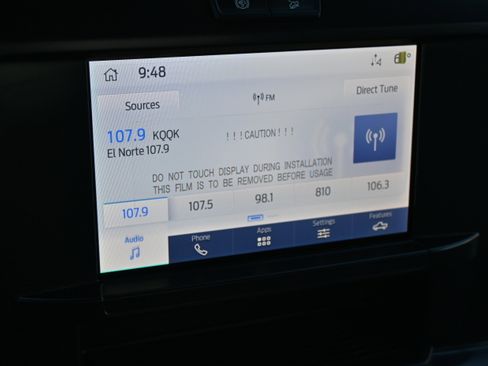 9:48
Sources
FM
Direct Tune
107.9 KQQK
El Norte 107.9
! ! ! CAUTION ! ! !
DO NOT TOUCH DISPLAY DURING INSTALLATION
THIS FILM IS TO BE REMOVED BEFORE USAGE
107.9 107.5 98.1 810 106.3
Audio Phone Apps Settings Features